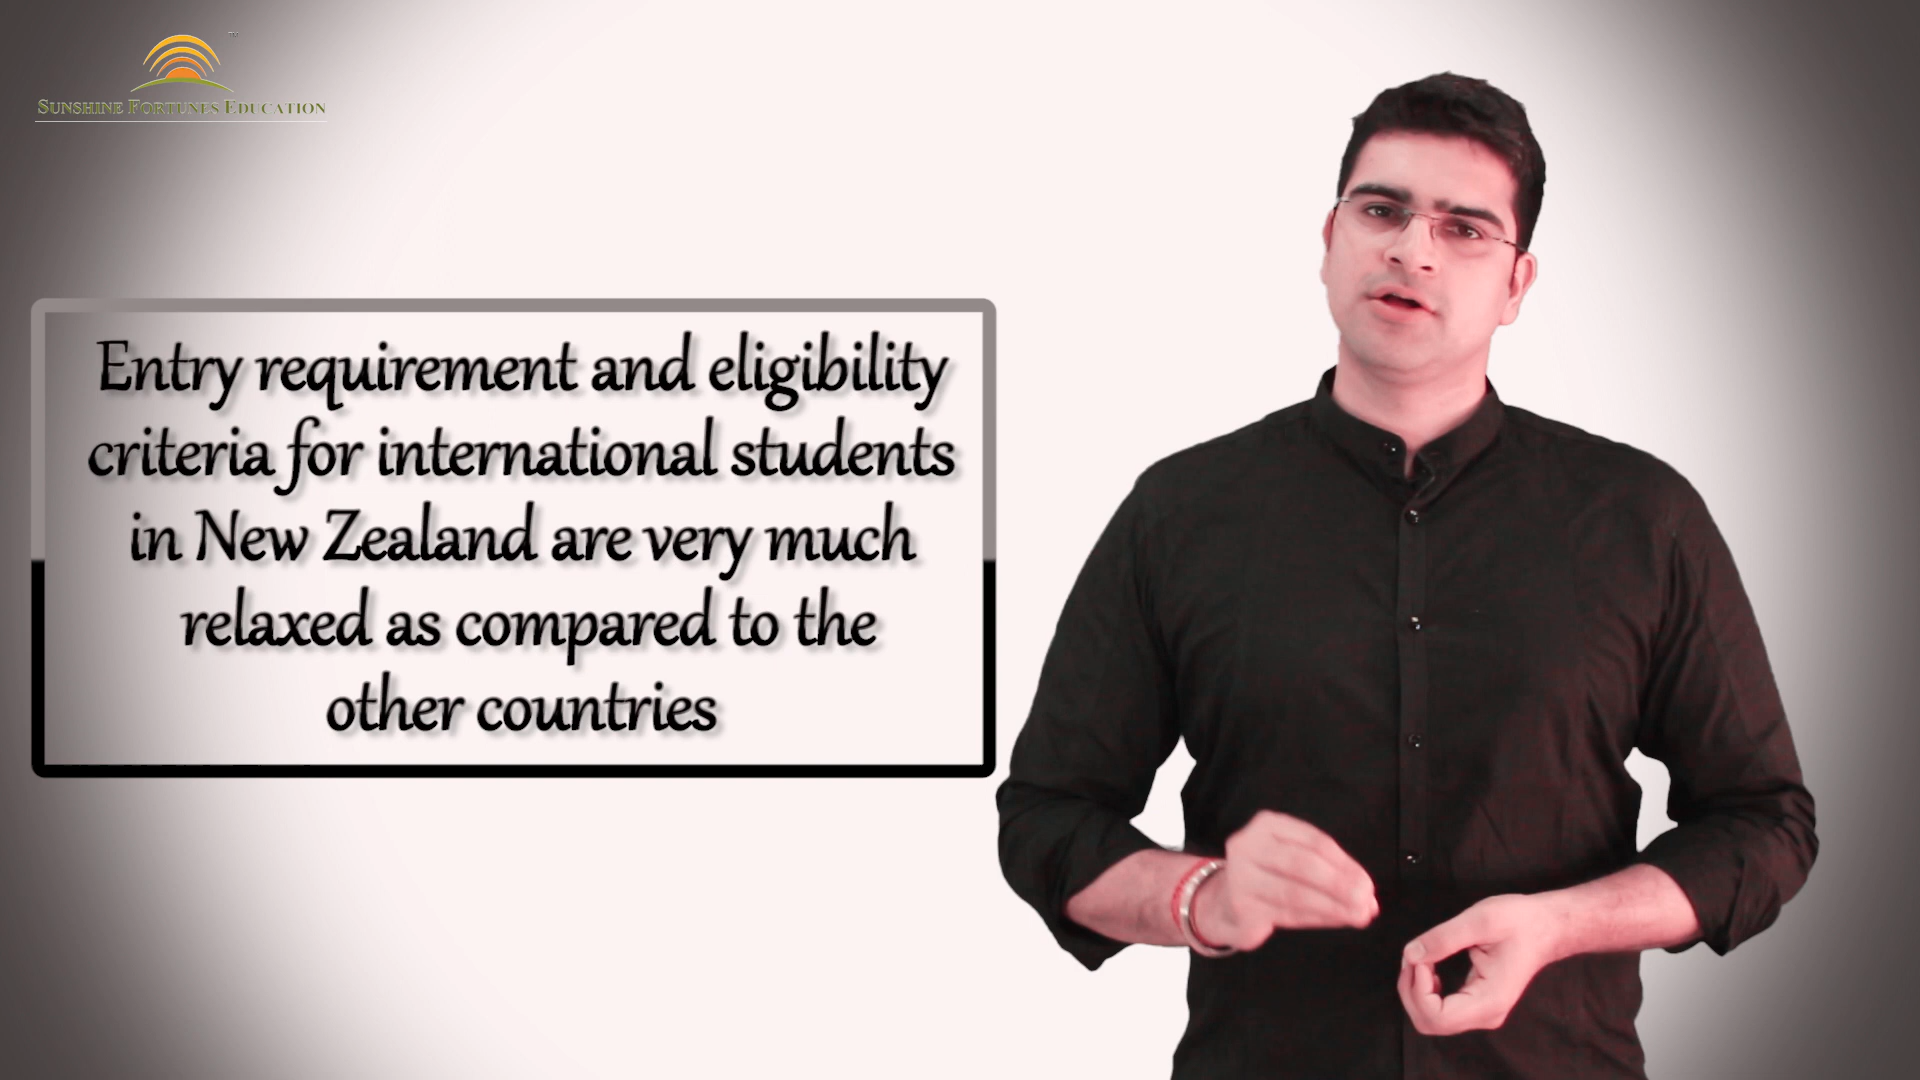 SUNSHINE FORTUNES EDUCATION
TM
Entry requirement and eligibility
criteria for international students
in New Zealand are very much
relaxed as compared to the
other countries